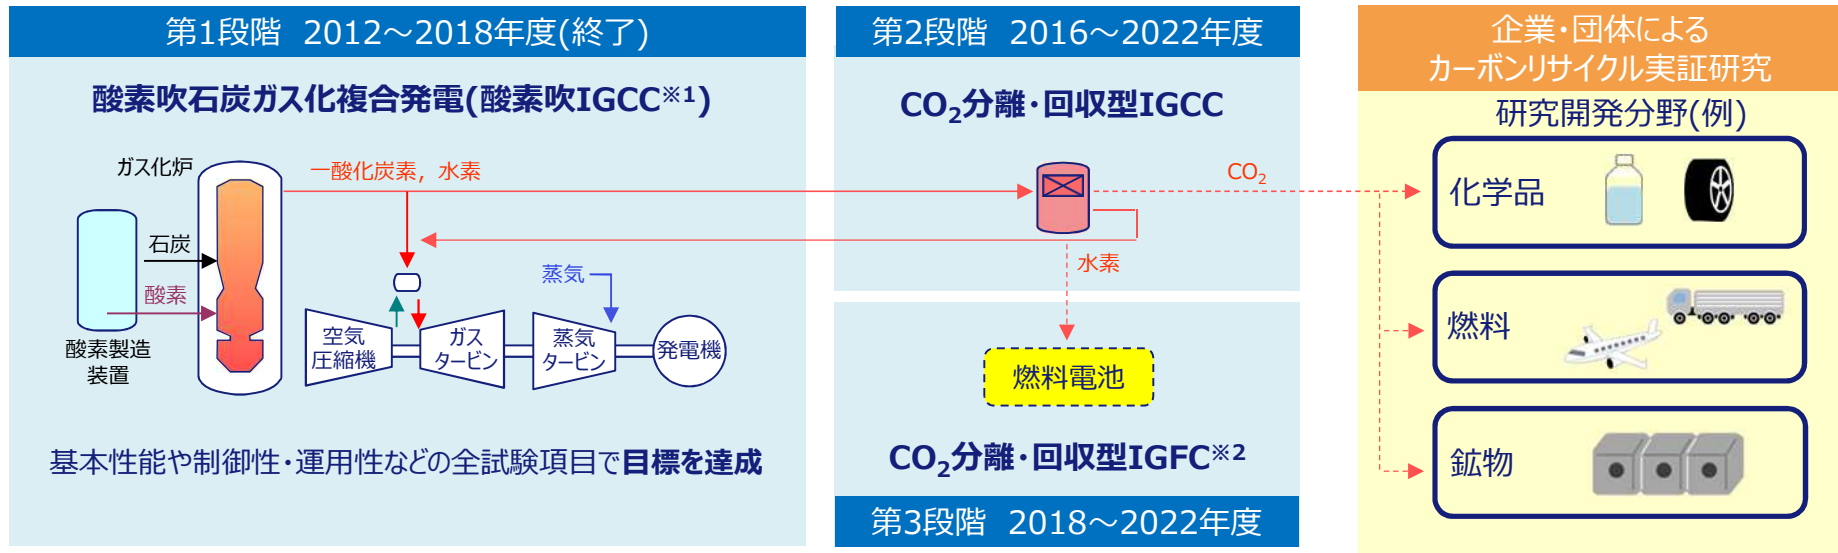 第1段階 2012～2018年度(終了)
酸素吹石炭ガス化複合発電(酸素吹IGCC※1)
ガス化炉
一酸化炭素，水素
石炭
酸素
酸素製造
装置
蒸気
空気
圧縮機
ガス
タービン
蒸気
タービン
発電機
基本性能や制御性・運用性などの全試験項目で目標を達成
第2段階 2016～2022年度
CO2分離・回収型IGCC
CO2
水素
燃料電池
CO2分離・回収型IGFC※2
第3段階 2018～2022年度
企業・団体による
カーボンリサイクル実証研究
研究開発分野(例)
化学品
燃料
鉱物